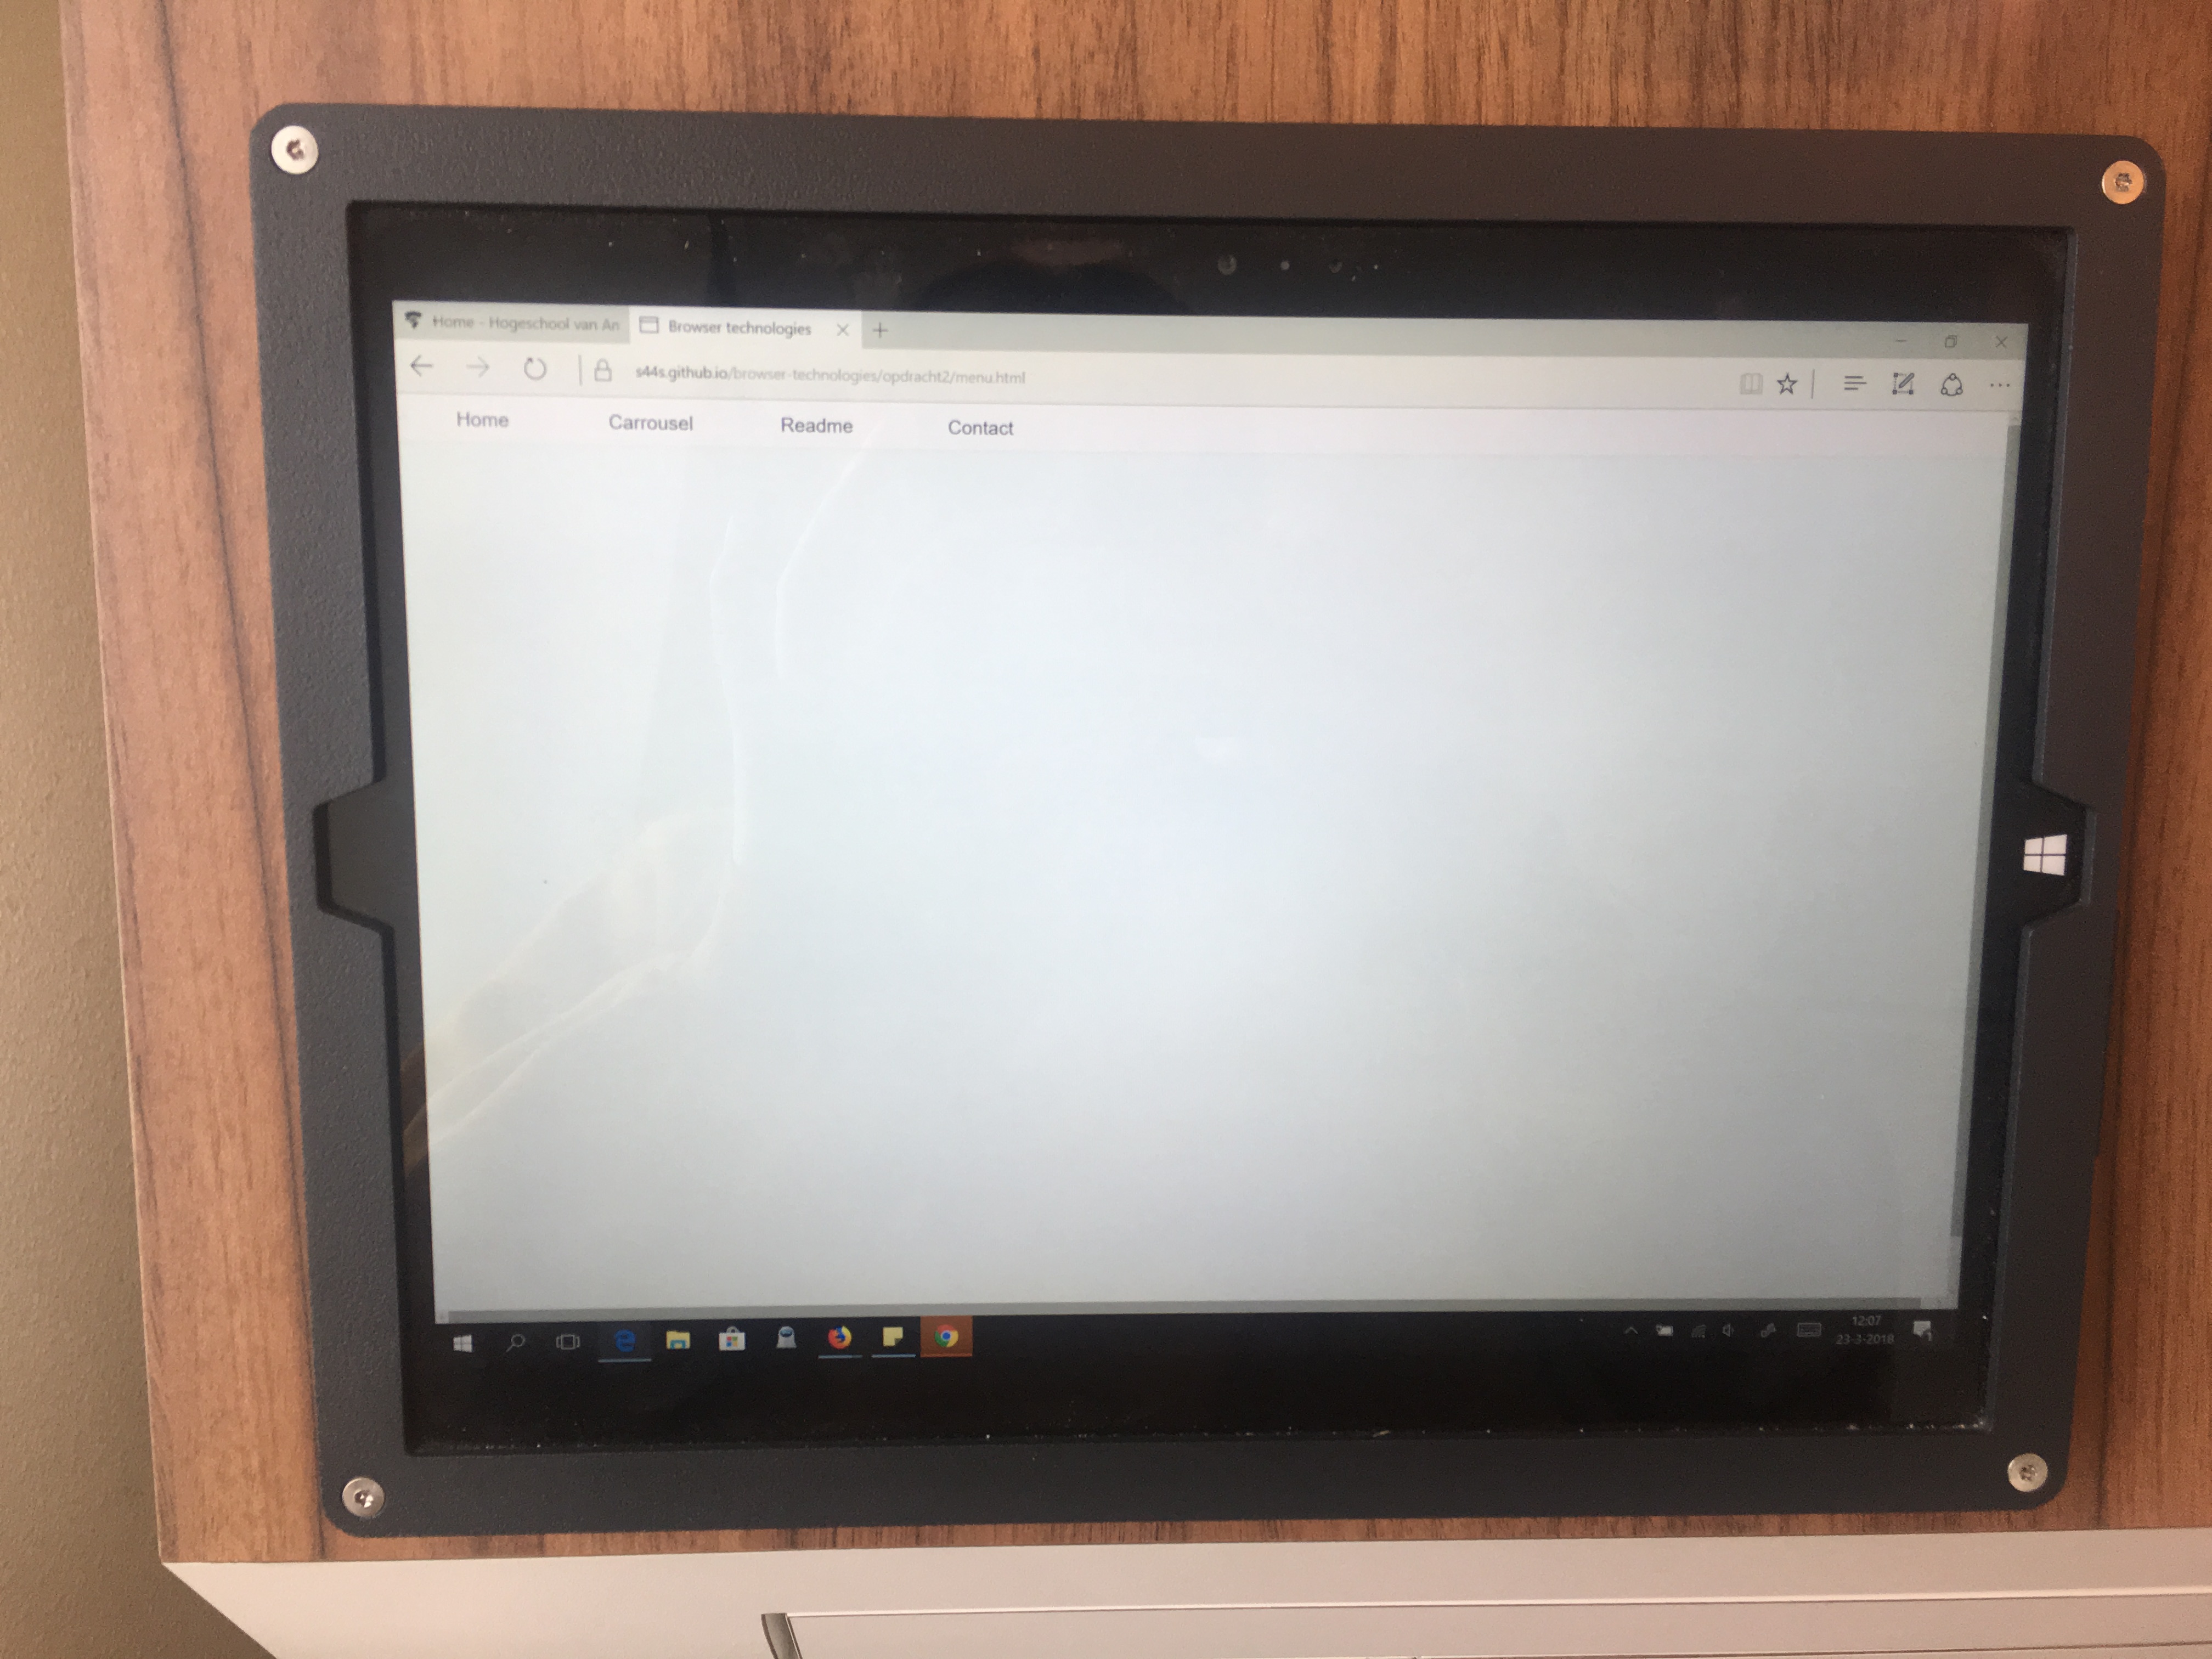 Home - Hogeschool van Am
Browser technologies
s44s.github.io/browser-technologies/opdracht2/menu.html
Home Carrousel Readme Contact
12:07
23-3-2018